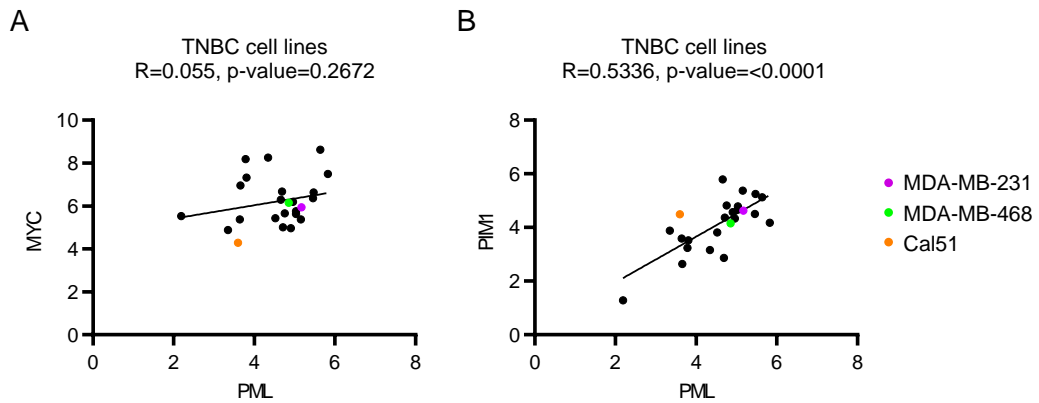 A
TNBC cell lines
R=0.055, p-value=0.2672
MYC
10
8
6
4
2
0
0 2 4 6 8
PML
B
TNBC cell lines
R=0.5336, p-value=<0.0001
PIM1
8
6
4
2
0
0 2 4 6 8
PML
MDA-MB-231
MDA-MB-468
Cal51